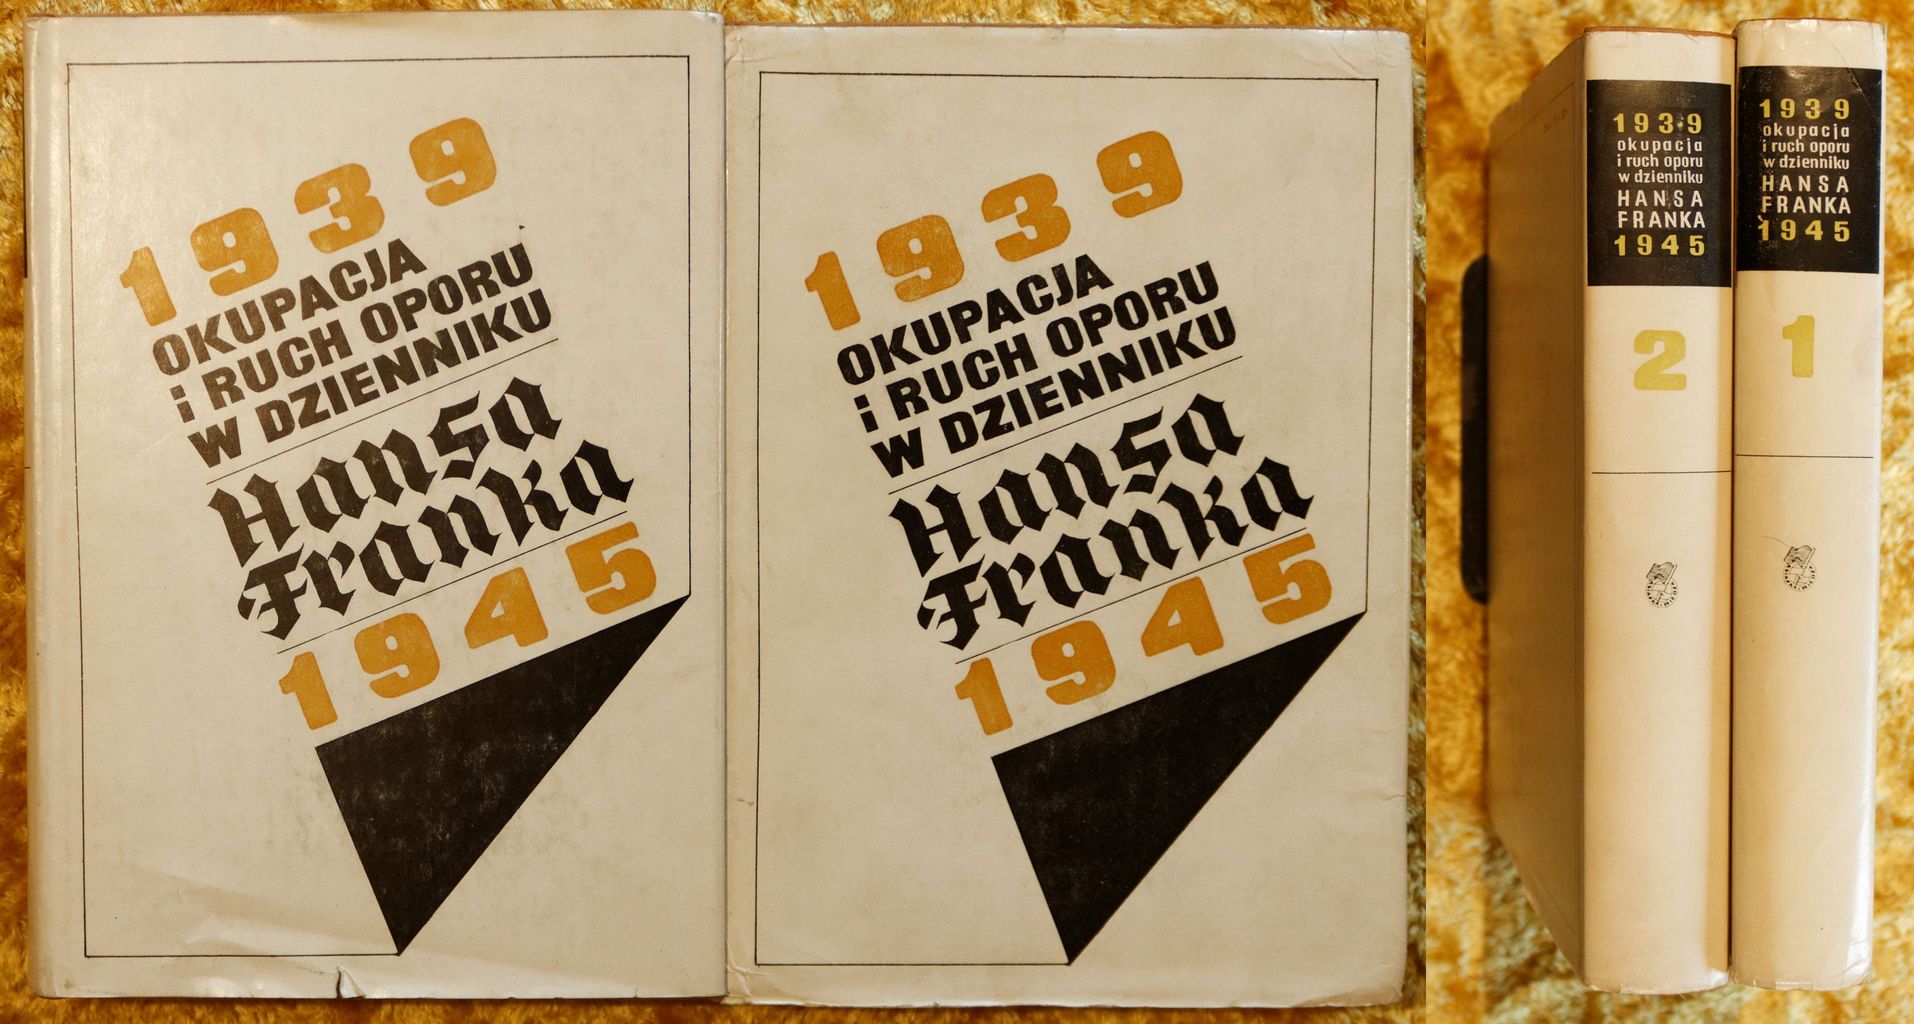 1939
OKUPACJA
i RUCH OPORU
W DZIENNIKU
Hansa
Franka
1945
1939
OKUPACJA
i RUCH OPORU
W DZIENNIKU
Hansa
Franka
1945
1939
okupacja
i ruch oporu
w dzienniku
HANSA
FRANKA
1945
2
1939
okupacja
i ruch oporu
w dzienniku
HANSA
FRANKA
1945
1